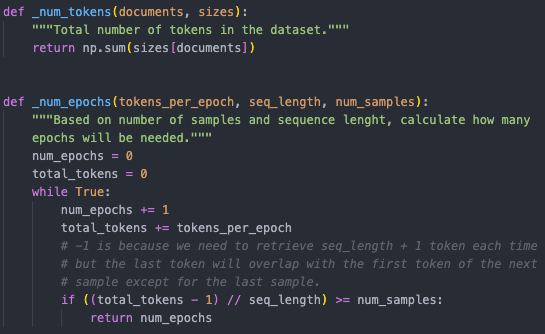 def _num_tokens(documents, sizes):
    """Total number of tokens in the dataset."""
    return np.sum(sizes[documents])
def _num_epochs(tokens_per_epoch, seq_length, num_samples):
    """Based on number of samples and sequence lenght, calculate how many
    epochs will be needed."""
    num_epochs = 0
    total_tokens = 0
    while True:
        num_epochs += 1
        total_tokens += tokens_per_epoch
        # -1 is because we need to retrieve seq_length + 1 token each time
        # but the last token will overlap with the first token of the next
        # sample except for the last sample.
        if ((total_tokens - 1) // seq_length) >= num_samples:
            return num_epochs